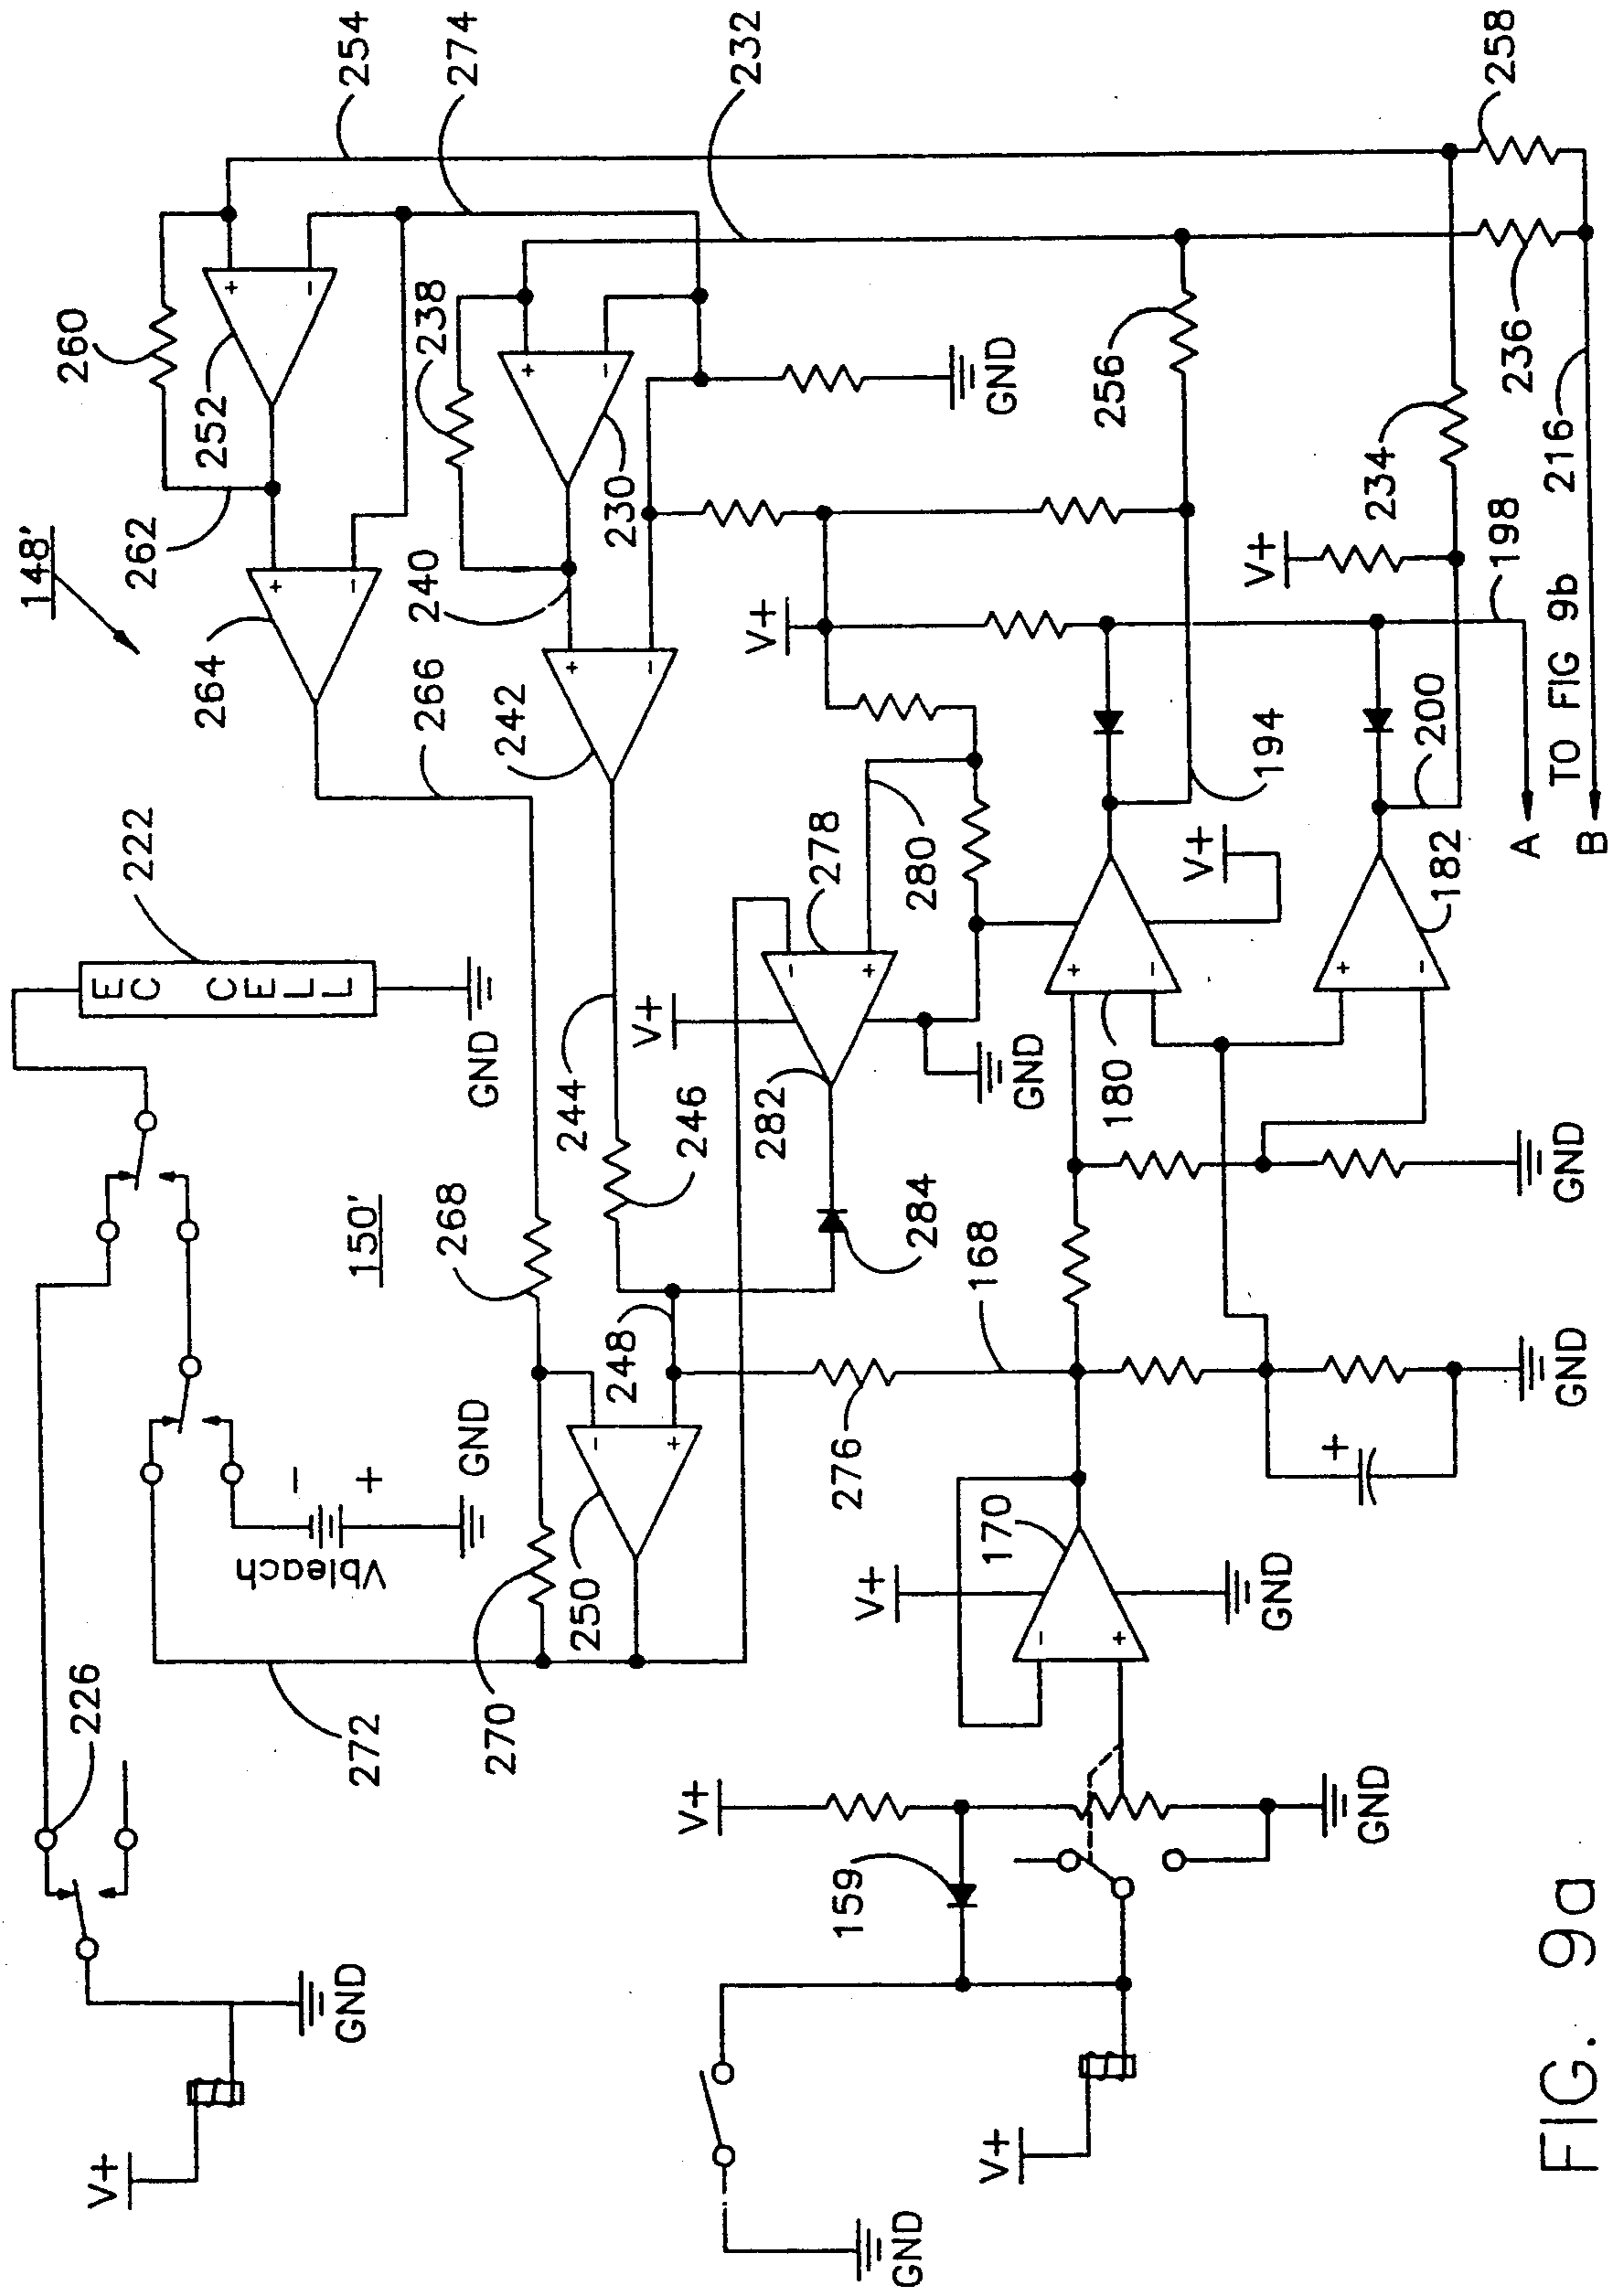 148'
254
274
232
258
260
252
262
264
266
238
230
240
242
GND
256
236
234
216
V+
V+
198
194
200
TO FIG 9b
A
B
222
EC CELL
GND
244
246
V+
278
280
282
284
GND
V+
180
182
150'
268
248
168
276
GND
GND
226
272
270
250
Vbleach
- +
GND
V+
170
GND
159
V+
GND
V+
GND
V+
GND
+
FIG. 9a